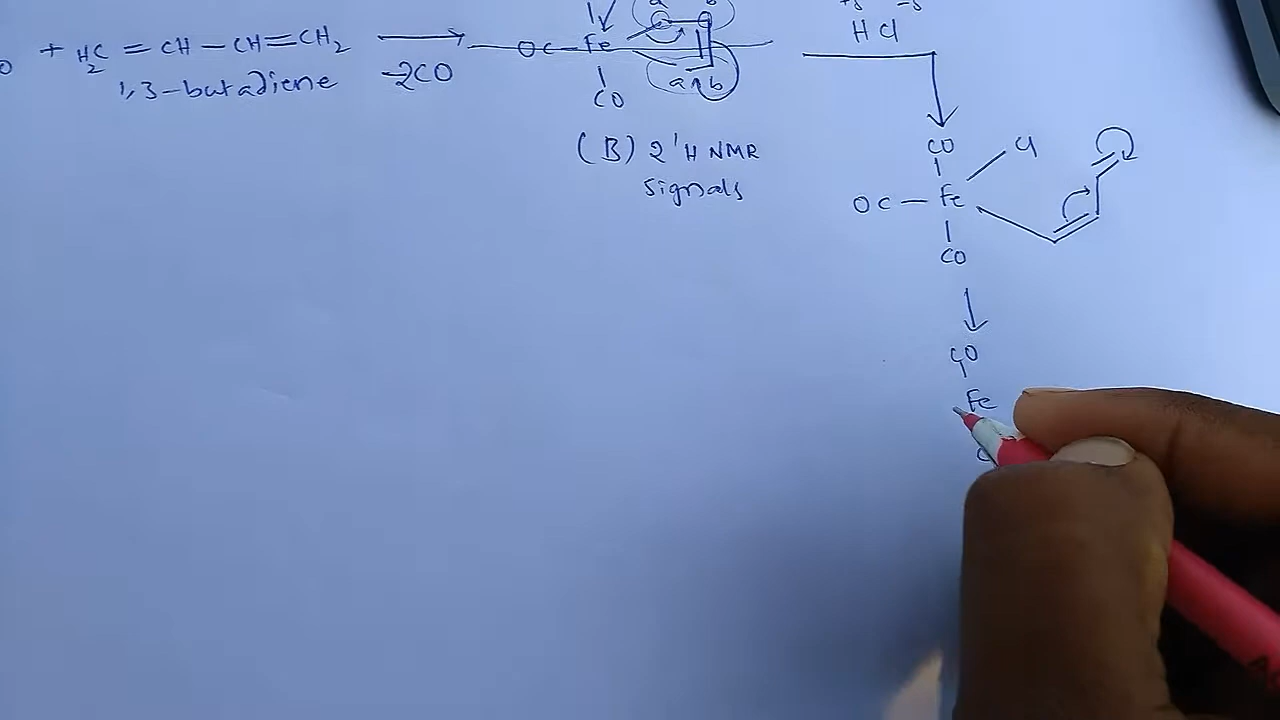 O + H2C = CH — CH = CH2
1,3-butadiene
-2CO
OC — Fe
a b
CO
(B) 2 'H NMR
signals
+δ -δ
HCl
CO
Cl
OC — Fe
CO
CO
Fe